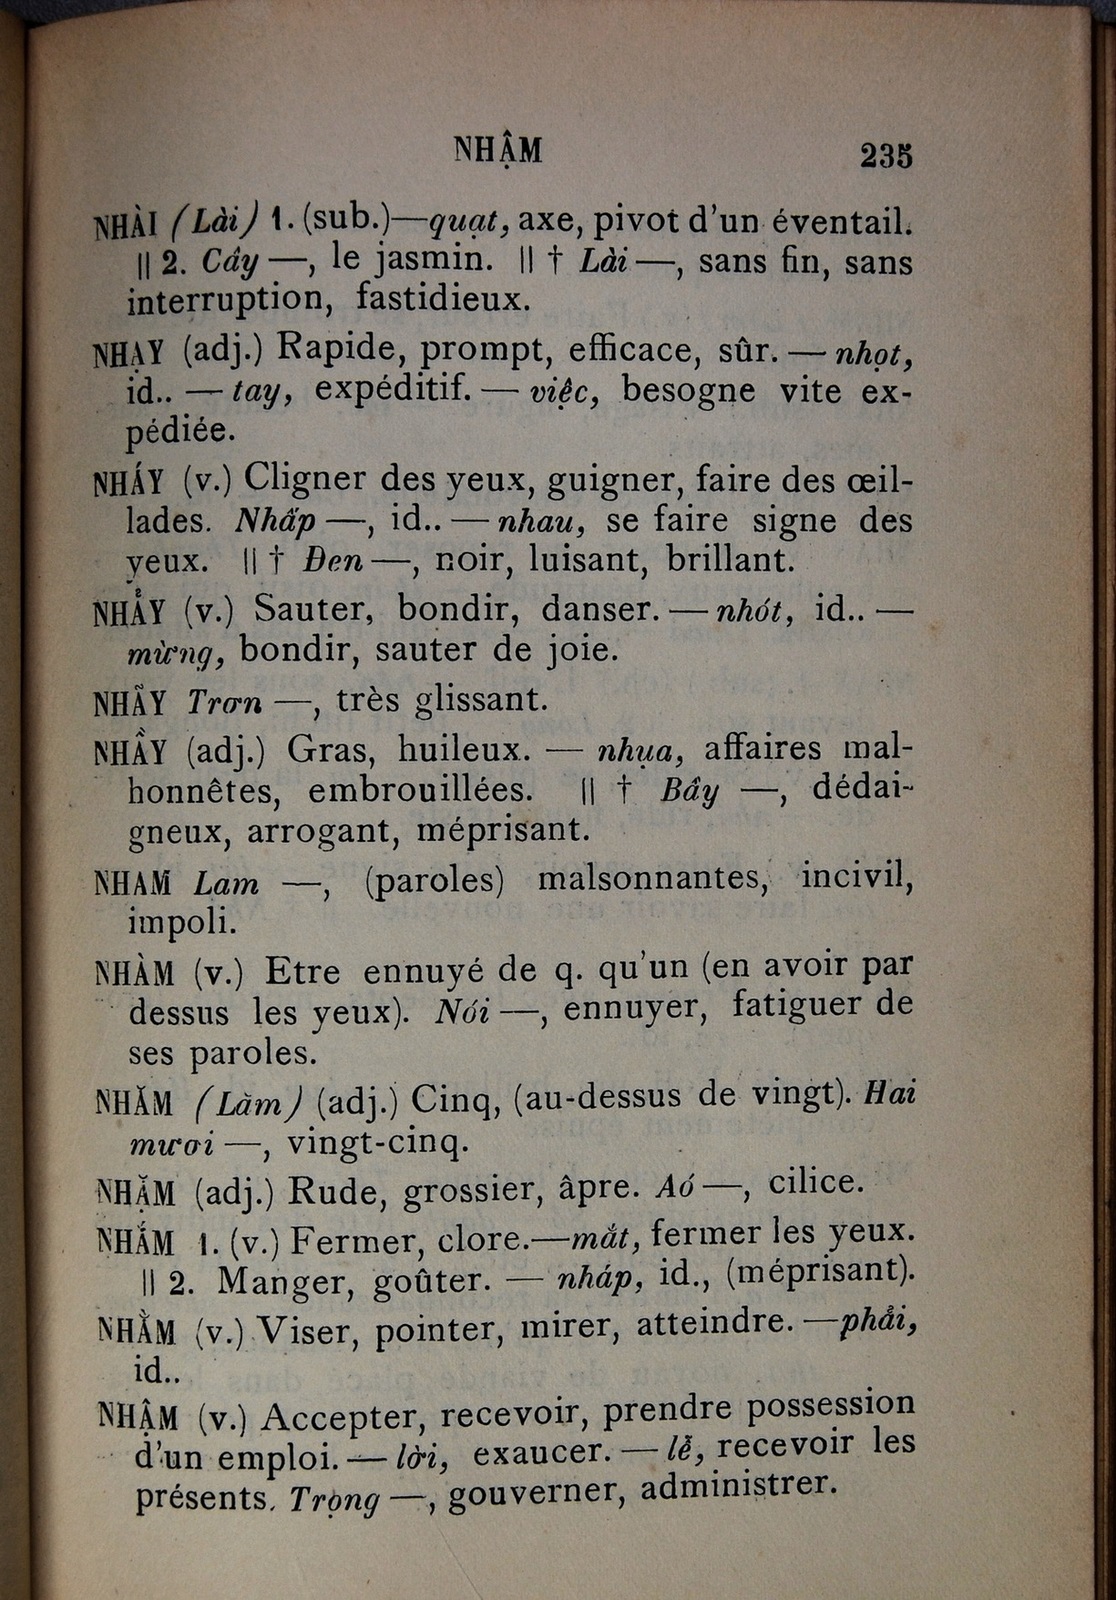 NHẬM 235
NHÀI (Lài) 1. (sub.)—quạt, axe, pivot d'un éventail.
|| 2. Cây —, le jasmin. || † Lài —, sans fin, sans
interruption, fastidieux.
NHẠY (adj.) Rapide, prompt, efficace, sûr. — nhọt,
id.. — tay, expéditif. — việc, besogne vite ex-
pédiée.
NHÁY (v.) Cligner des yeux, guigner, faire des œil-
lades. Nhấp —, id.. — nhau, se faire signe des
yeux. || † Đen —, noir, luisant, brillant.
NHẢY (v.) Sauter, bondir, danser. — nhót, id.. —
mừng, bondir, sauter de joie.
NHẪY Trơn —, très glissant.
NHẦY (adj.) Gras, huileux. — nhụa, affaires mal-
honnêtes, embrouillées. || † Bầy —, dédai-
gneux, arrogant, méprisant.
NHAM Lam —, (paroles) malsonnantes, incivil,
impoli.
NHÀM (v.) Etre ennuyé de q. qu'un (en avoir par
dessus les yeux). Nói —, ennuyer, fatiguer de
ses paroles.
NHĂM (Lăm) (adj.) Cinq, (au-dessus de vingt). Hai
mươi —, vingt-cinq.
NHẶM (adj.) Rude, grossier, âpre. Aó —, cilice.
NHẮM 1. (v.) Fermer, clore.—mắt, fermer les yeux.
|| 2. Manger, goûter. — nháp, id., (méprisant).
NHẰM (v.) Viser, pointer, mirer, atteindre. —phải,
id..
NHẬM (v.) Accepter, recevoir, prendre possession
d'un emploi. — lời, exaucer. — lễ, recevoir les
présents. Trọng —, gouverner, administrer.